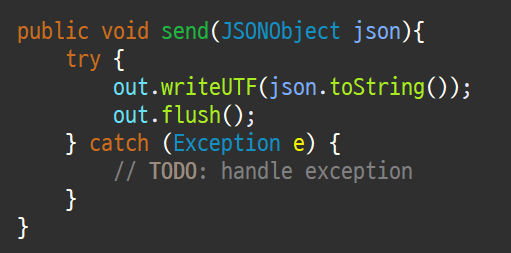 public void send(JSONObject json){
    try {
        out.writeUTF(json.toString());
        out.flush();
    } catch (Exception e) {
        // TODO: handle exception
    }
}